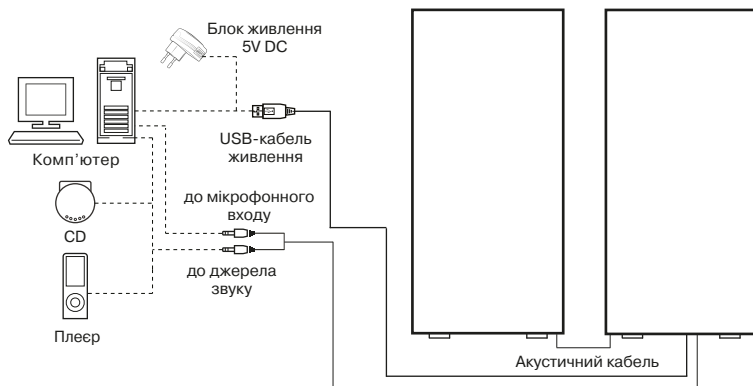 Блок живлення
5V DC
USB-кабель
живлення
Комп'ютер
до мікрофонного
входу
CD
до джерела
звуку
Плеєр
Акустичний кабель